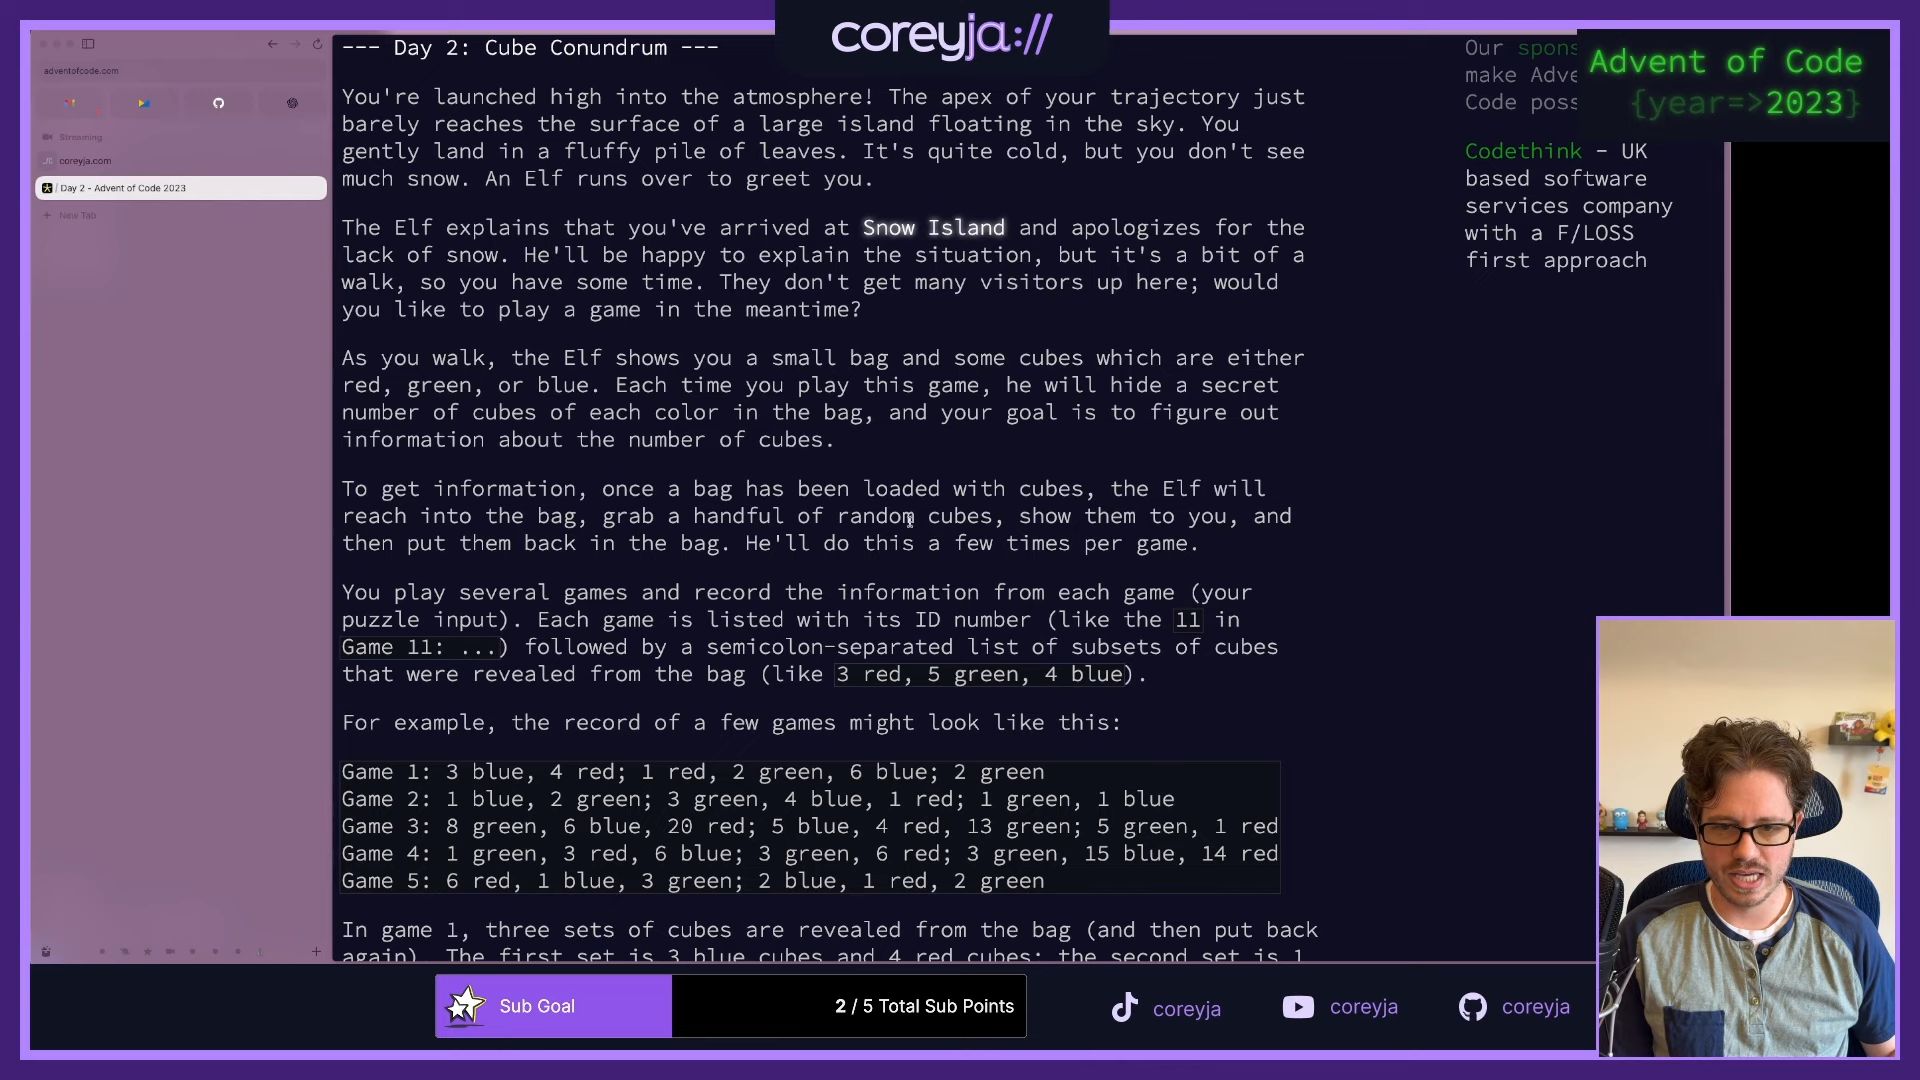 coreyja://
adventofcode.com
Streaming
coreyja.com
Day 2 - Advent of Code 2023
New Tab
--- Day 2: Cube Conundrum ---
You're launched high into the atmosphere! The apex of your trajectory just
barely reaches the surface of a large island floating in the sky. You
gently land in a fluffy pile of leaves. It's quite cold, but you don't see
much snow. An Elf runs over to greet you.
The Elf explains that you've arrived at Snow Island and apologizes for the
lack of snow. He'll be happy to explain the situation, but it's a bit of a
walk, so you have some time. They don't get many visitors up here; would
you like to play a game in the meantime?
As you walk, the Elf shows you a small bag and some cubes which are either
red, green, or blue. Each time you play this game, he will hide a secret
number of cubes of each color in the bag, and your goal is to figure out
information about the number of cubes.
To get information, once a bag has been loaded with cubes, the Elf will
reach into the bag, grab a handful of random cubes, show them to you, and
then put them back in the bag. He'll do this a few times per game.
You play several games and record the information from each game (your
puzzle input). Each game is listed with its ID number (like the 11 in
Game 11: ...) followed by a semicolon-separated list of subsets of cubes
that were revealed from the bag (like 3 red, 5 green, 4 blue).
For example, the record of a few games might look like this:
Game 1: 3 blue, 4 red; 1 red, 2 green, 6 blue; 2 green
Game 2: 1 blue, 2 green; 3 green, 4 blue, 1 red; 1 green, 1 blue
Game 3: 8 green, 6 blue, 20 red; 5 blue, 4 red, 13 green; 5 green, 1 red
Game 4: 1 green, 3 red, 6 blue; 3 green, 6 red; 3 green, 15 blue, 14 red
Game 5: 6 red, 1 blue, 3 green; 2 blue, 1 red, 2 green
In game 1, three sets of cubes are revealed from the bag (and then put back
again). The first set is 3 blue cubes and 4 red cubes; the second set is 1
Our spons
make Adve
Code poss
Codethink - UK
based software
services company
with a F/LOSS
first approach
Advent of Code
{year=>2023}
Sub Goal
2 / 5 Total Sub Points
coreyja
coreyja
coreyja